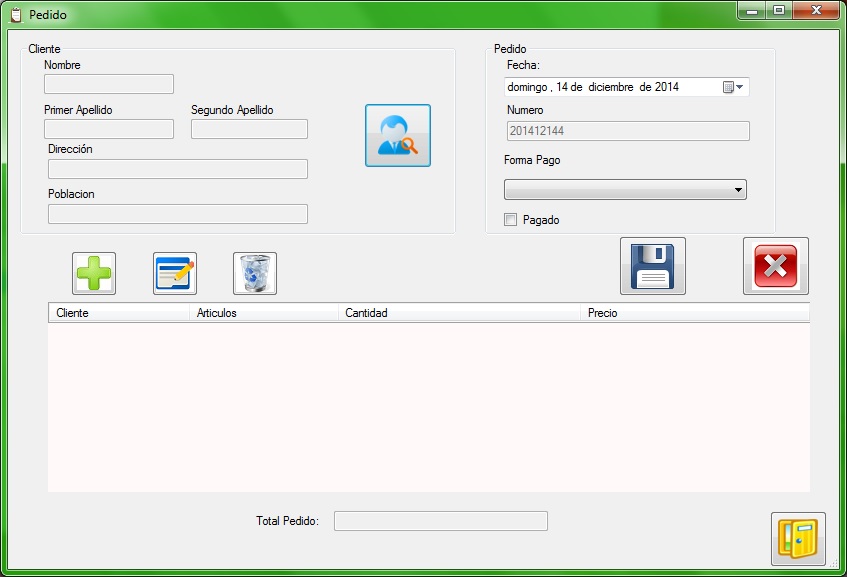 Pedido
Cliente
Nombre
Primer Apellido
Segundo Apellido
Dirección
Poblacion
Pedido
Fecha:
domingo , 14 de diciembre de 2014
Numero
201412144
Forma Pago
Pagado
Cliente Articulos Cantidad Precio
Total Pedido: